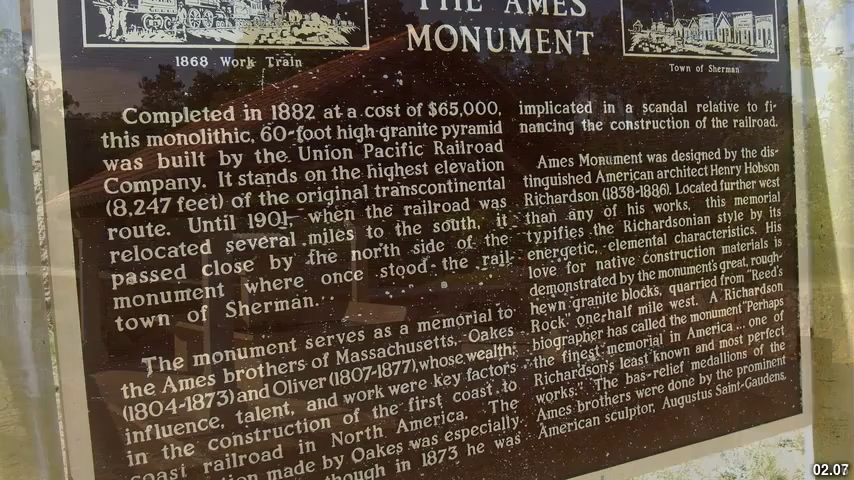 THE AMES
MONUMENT
1868 Work Train
Town of Sherman
Completed in 1882 at a cost of $65,000,
this monolithic, 60-foot high granite pyramid
was built by the Union Pacific Railroad
Company. It stands on the highest elevation
(8,247 feet) of the original transcontinental
route. Until 1901, when the railroad was
relocated several miles to the south, it
passed close by the north side of the
monument where once stood the rail-
town of Sherman.
The monument serves as a memorial to
the Ames brothers of Massachusetts, Oakes
(1804-1873) and Oliver (1807-1877), whose wealth,
influence, talent, and work were key factors
in the construction of the first coast to
coast railroad in North America. The
made by Oakes was especially
though in 1873 he was
implicated in a scandal relative to fi-
nancing the construction of the railroad.
Ames Monument was designed by the dis-
tinguished American architect Henry Hobson
Richardson (1838-1886). Located further west
than any of his works, this memorial
typifies the Richardsonian style by its
energetic, elemental characteristics. His
love for native construction materials is
demonstrated by the monument's great, rough-
hewn granite blocks, quarried from "Reed's
Rock" one-half mile west. A Richardson
biographer has called the monument "Perhaps
the finest memorial in America ... one of
Richardson's least known and most perfect
works." The bas-relief medallions of the
Ames brothers were done by the prominent
American sculptor, Augustus Saint-Gaudens.
02.07